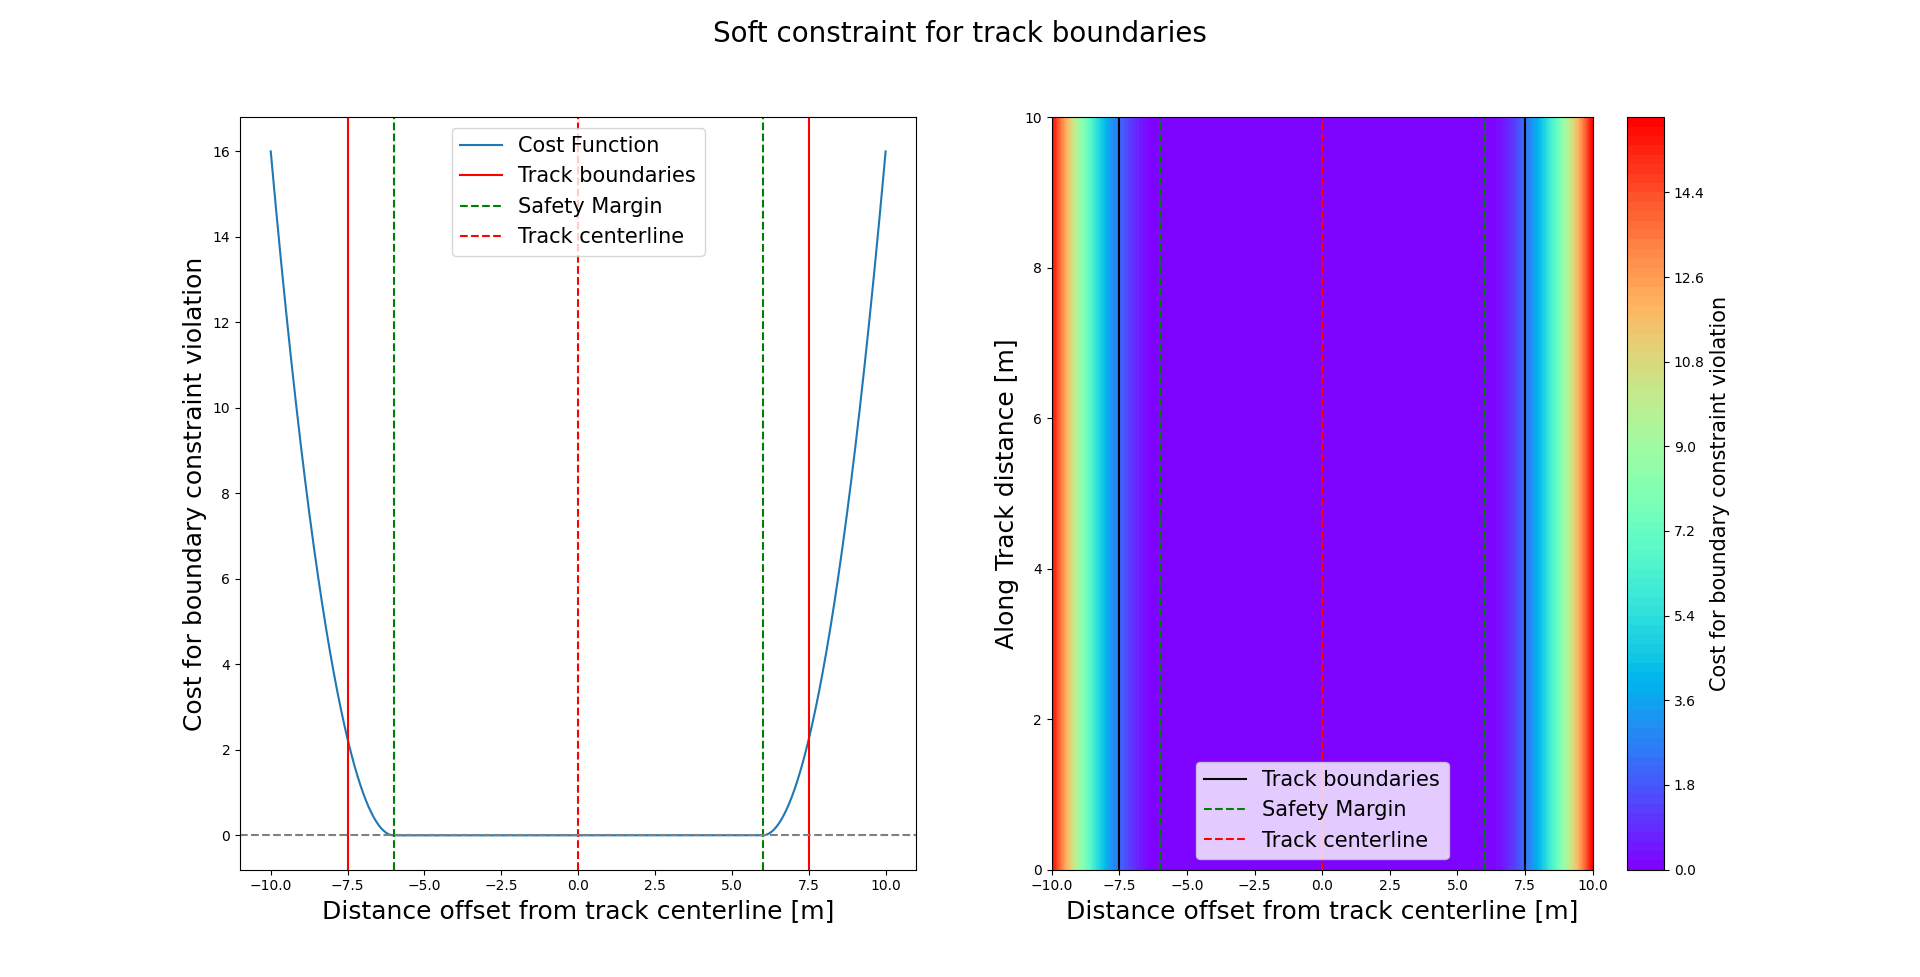 Soft constraint for track boundaries
Cost for boundary constraint violation
16
14
12
10
8
6
4
2
0
Cost Function
Track boundaries
Safety Margin
Track centerline
−10.0 −7.5 −5.0 −2.5 0.0 2.5 5.0 7.5 10.0
Distance offset from track centerline [m]
Along Track distance [m]
10
8
6
4
2
0
Track boundaries
Safety Margin
Track centerline
−10.0 −7.5 −5.0 −2.5 0.0 2.5 5.0 7.5 10.0
Distance offset from track centerline [m]
14.4
12.6
10.8
9.0
7.2
5.4
3.6
1.8
0.0
Cost for boundary constraint violation